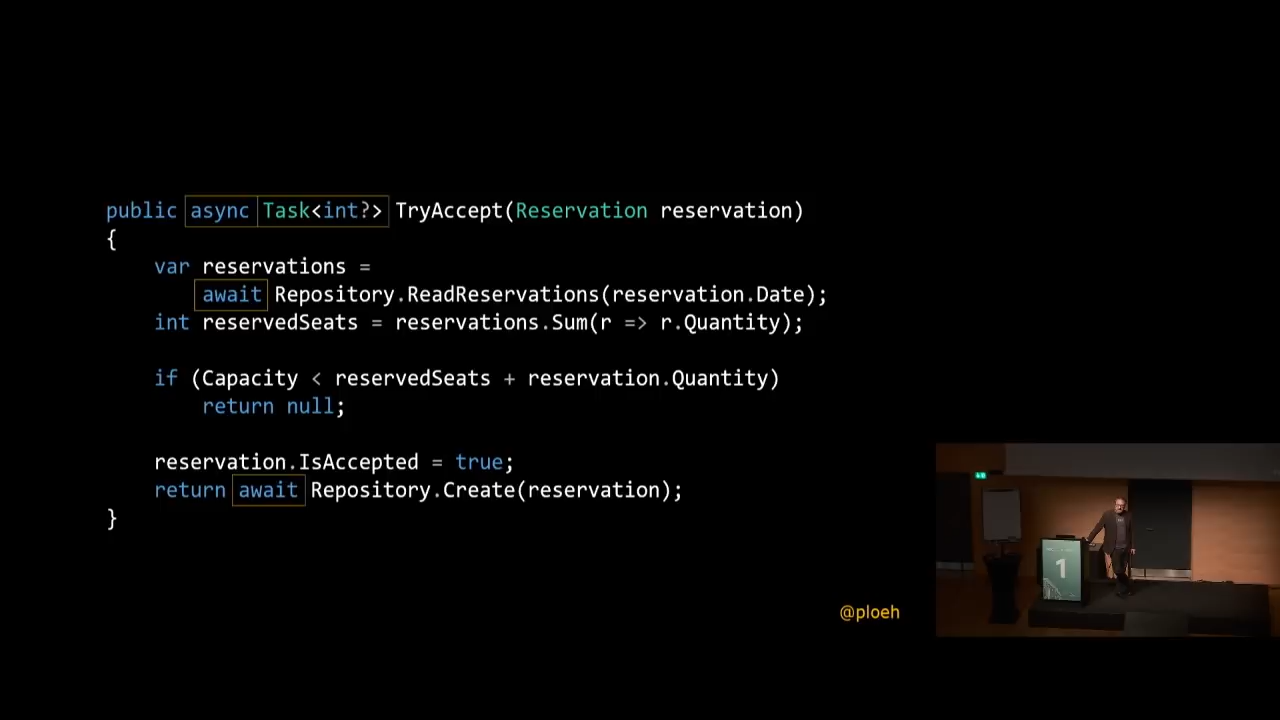 public async Task<int?> TryAccept(Reservation reservation)
{
var reservations =
await Repository.ReadReservations(reservation.Date);
int reservedSeats = reservations.Sum(r => r.Quantity);
if (Capacity < reservedSeats + reservation.Quantity)
return null;
reservation.IsAccepted = true;
return await Repository.Create(reservation);
}
1
@ploeh